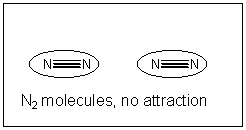 N≡N N≡N
N₂ molecules, no attraction